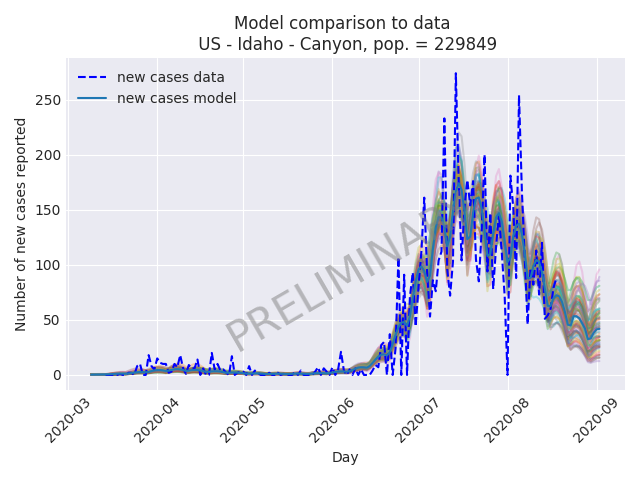 Model comparison to data
US - Idaho - Canyon, pop. = 229849
new cases data
new cases model
Number of new cases reported
250
200
150
100
50
0
PRELIMINAR
2020-03
2020-04
2020-05
2020-06
2020-07
2020-08
2020-09
Day